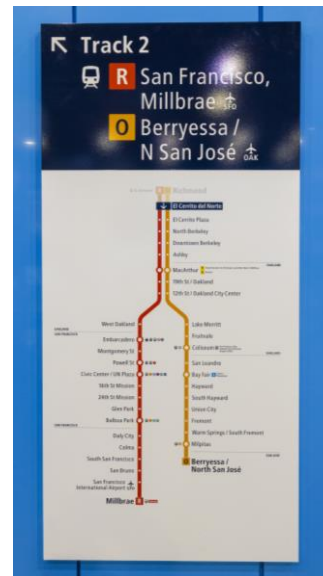 Track 2
R San Francisco,
Millbrae SFO
O Berryessa /
N San José OAK
Richmond
El Cerrito del Norte
El Cerrito Plaza
North Berkeley
Downtown Berkeley
Ashby
MacArthur
19th St / Oakland
12th St / Oakland City Center
West Oakland
Embarcadero
Montgomery St
Powell St
Civic Center / UN Plaza
16th St Mission
24th St Mission
Glen Park
Balboa Park
Daly City
Colma
South San Francisco
San Bruno
San Francisco
International Airport SFO
Millbrae R
Lake Merritt
Fruitvale
Coliseum
San Leandro
Bay Fair
Hayward
South Hayward
Union City
Fremont
Warm Springs / South Fremont
Milpitas
O Berryessa /
North San José